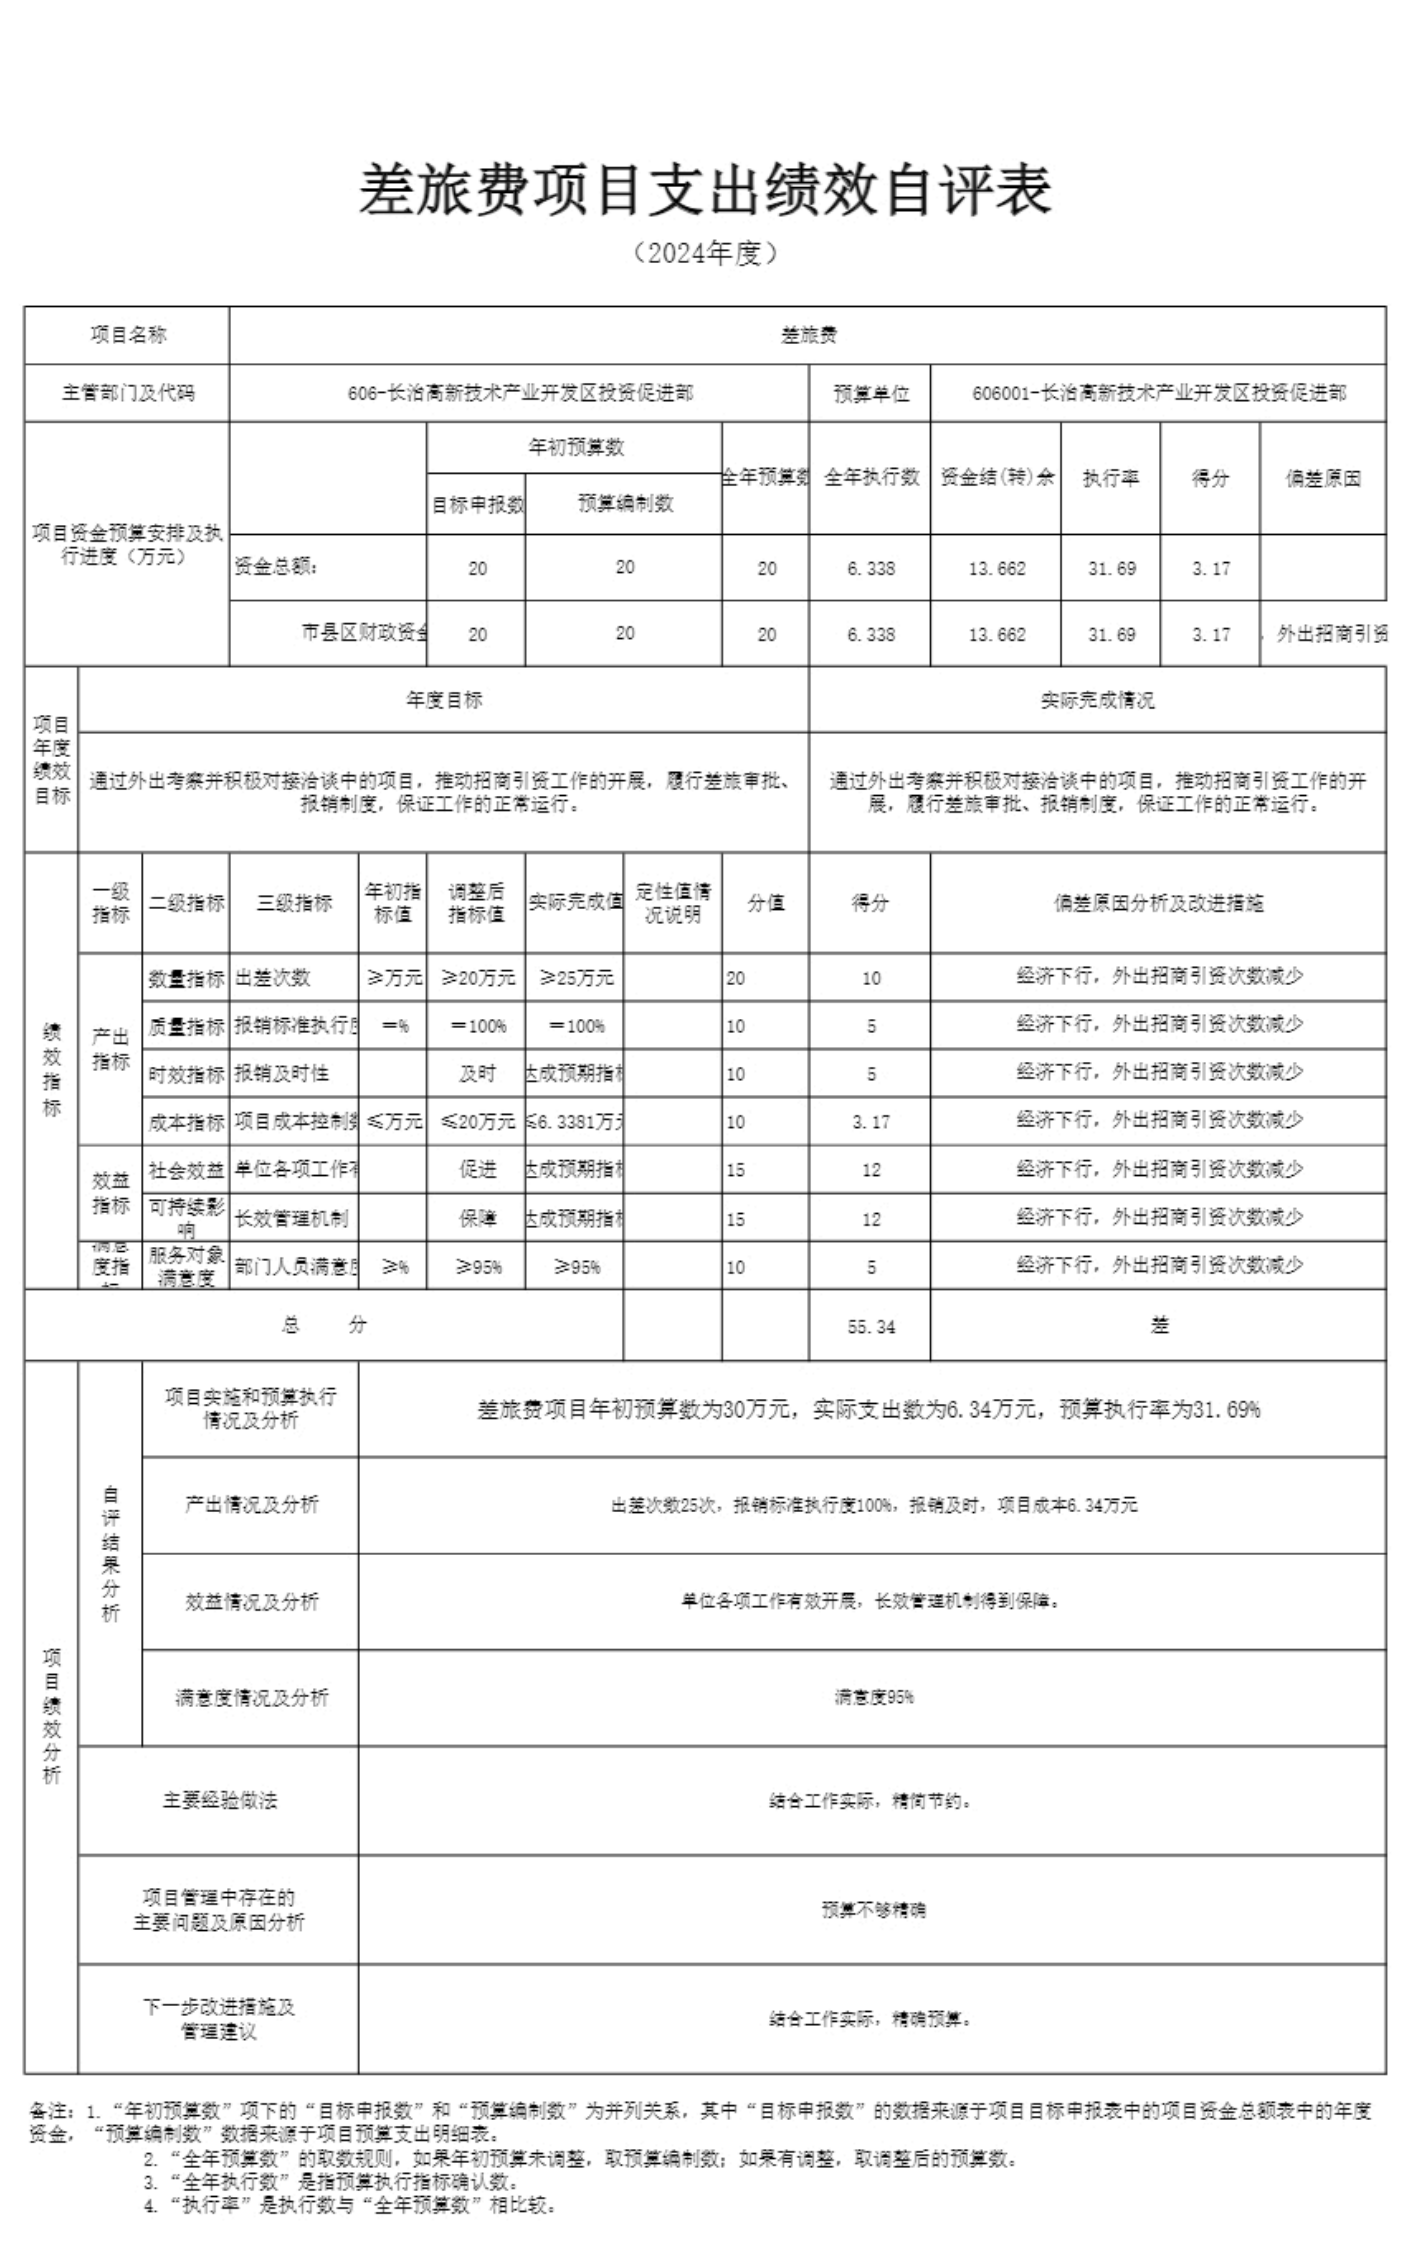 差旅费项目支出绩效自评表
（2024年度）
项目名称 差旅费
主管部门及代码 606-长治高新技术产业开发区投资促进部 预算单位 606001-长治高新技术产业开发区投资促进部
项目资金预算安排及执
行进度（万元）
年初预算数 全年预算数 全年执行数 资金结(转)余 执行率 得分 偏差原因
目标申报数 预算编制数
资金总额： 20 20 20 6.338 13.662 31.69 3.17
市县区财政资金 20 20 20 6.338 13.662 31.69 3.17 ，外出招商引资
项目
年度
绩效
目标
年度目标 实际完成情况
通过外出考察并积极对接洽谈中的项目，推动招商引资工作的开展，履行差旅审批、
报销制度，保证工作的正常运行。
通过外出考察并积极对接洽谈中的项目，推动招商引资工作的开
展，履行差旅审批、报销制度，保证工作的正常运行。
绩
效
指
标
一级
指标
二级指标 三级指标
年初指
标值
调整后
指标值
实际完成值
定性值情
况说明
分值 得分 偏差原因分析及改进措施
产出
指标
数量指标 出差次数 ≥万元 ≥20万元 ≥25万元 20 10 经济下行，外出招商引资次数减少
质量指标 报销标准执行度 ＝% ＝100% ＝100% 10 5 经济下行，外出招商引资次数减少
时效指标 报销及时性 及时 达成预期指标 10 5 经济下行，外出招商引资次数减少
成本指标 项目成本控制数 ≤万元 ≤20万元 ≤6.3381万元 10 3.17 经济下行，外出招商引资次数减少
效益
指标
社会效益 单位各项工作有 促进 达成预期指标 15 12 经济下行，外出招商引资次数减少
可持续影
响
长效管理机制 保障 达成预期指标 15 12 经济下行，外出招商引资次数减少
满意
度指
标
服务对象
满意度
部门人员满意度 ≥% ≥95% ≥95% 10 5 经济下行，外出招商引资次数减少
总 分 55.34 差
项
目
绩
效
分
析
自
评
结
果
分
析
项目实施和预算执行
情况及分析
差旅费项目年初预算数为30万元，实际支出数为6.34万元，预算执行率为31.69%
产出情况及分析 出差次数25次，报销标准执行度100%，报销及时，项目成本6.34万元
效益情况及分析 单位各项工作有效开展，长效管理机制得到保障。
满意度情况及分析 满意度95%
主要经验做法 结合工作实际，精简节约。
项目管理中存在的
主要问题及原因分析
预算不够精确
下一步改进措施及
管理建议
结合工作实际，精确预算。
备注：1.“年初预算数”项下的“目标申报数”和“预算编制数”为并列关系，其中“目标申报数”的数据来源于项目目标申报表中的项目资金总额表中的年度
资金，“预算编制数”数据来源于项目预算支出明细表。
2.“全年预算数”的取数规则，如果年初预算未调整，取预算编制数；如果有调整，取调整后的预算数。
3.“全年执行数”是指预算执行指标确认数。
4.“执行率”是执行数与“全年预算数”相比较。